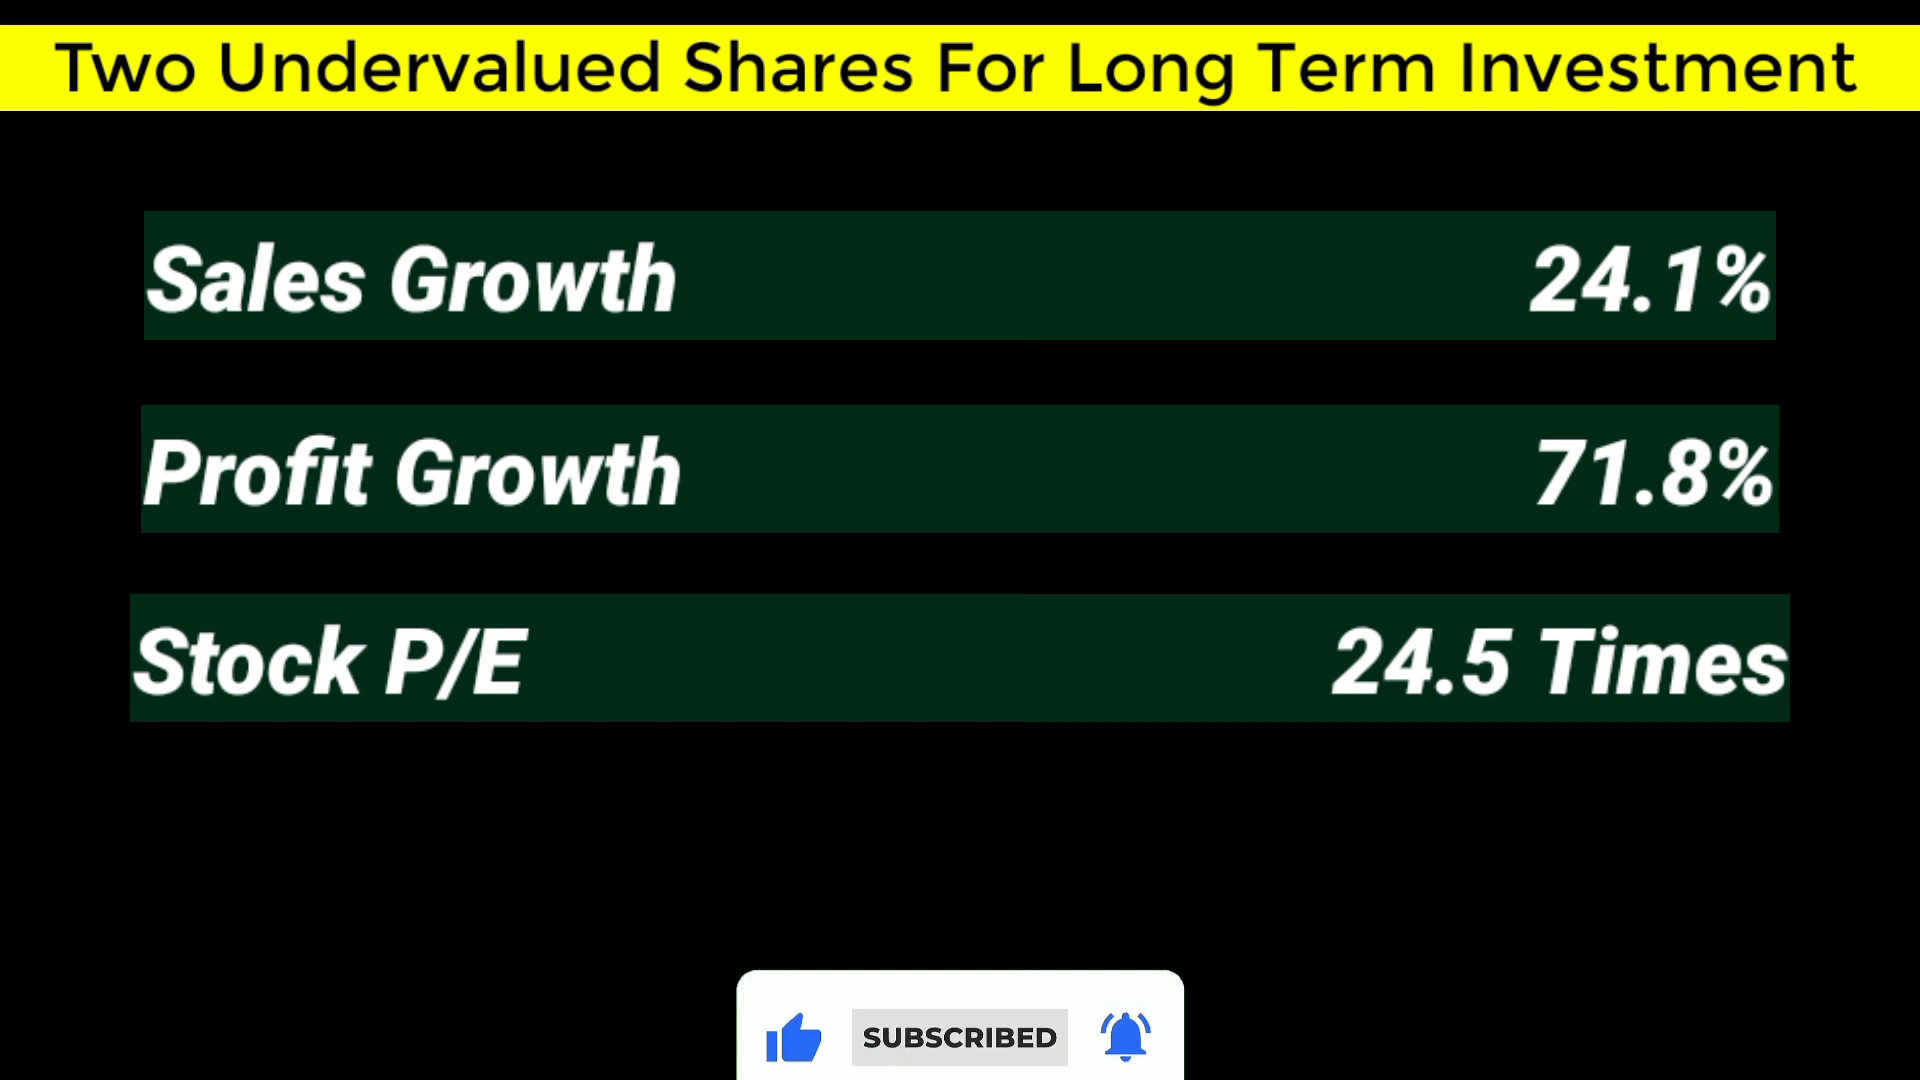 Two Undervalued Shares For Long Term Investment
Sales Growth 24.1%
Profit Growth 71.8%
Stock P/E 24.5 Times
SUBSCRIBED